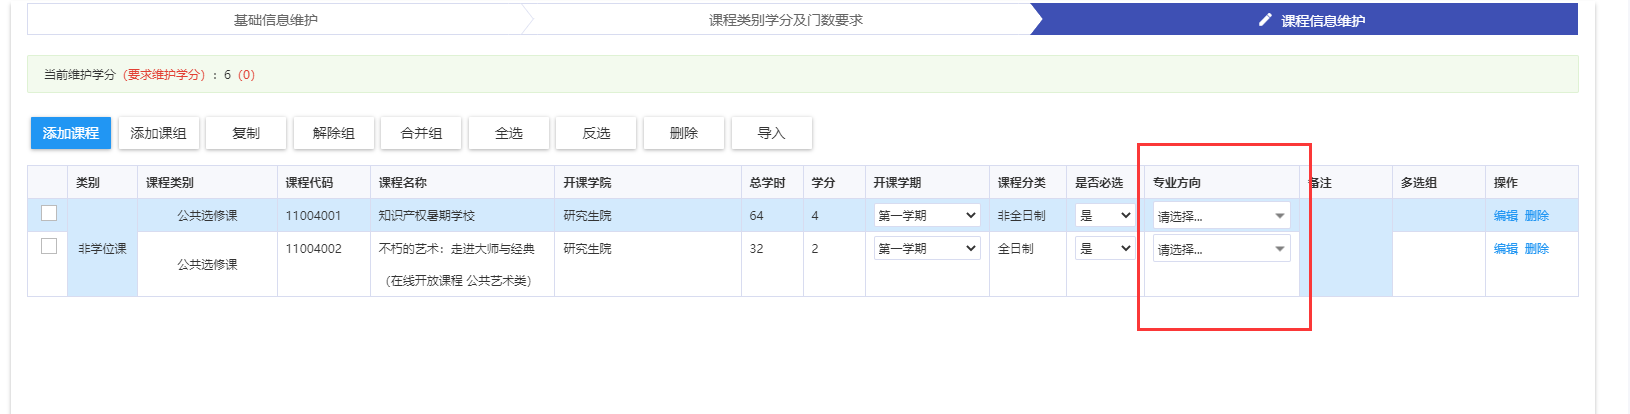 基础信息维护 课程类别学分及门数要求 课程信息维护
当前维护学分（要求维护学分）：6（0）
添加课程 添加课组 复制 解除组 合并组 全选 反选 删除 导入
类别 课程类别 课程代码 课程名称 开课学院 总学时 学分 开课学期 课程分类 是否必选 专业方向 备注 多选组 操作
公共选修课 11004001 知识产权暑期学校 研究生院 64 4 第一学期 非全日制 是 请选择... 编辑 删除
非学位课 公共选修课 11004002 不朽的艺术：走进大师与经典 研究生院 32 2 第一学期 全日制 是 请选择... 编辑 删除
（在线开放课程 公共艺术类）